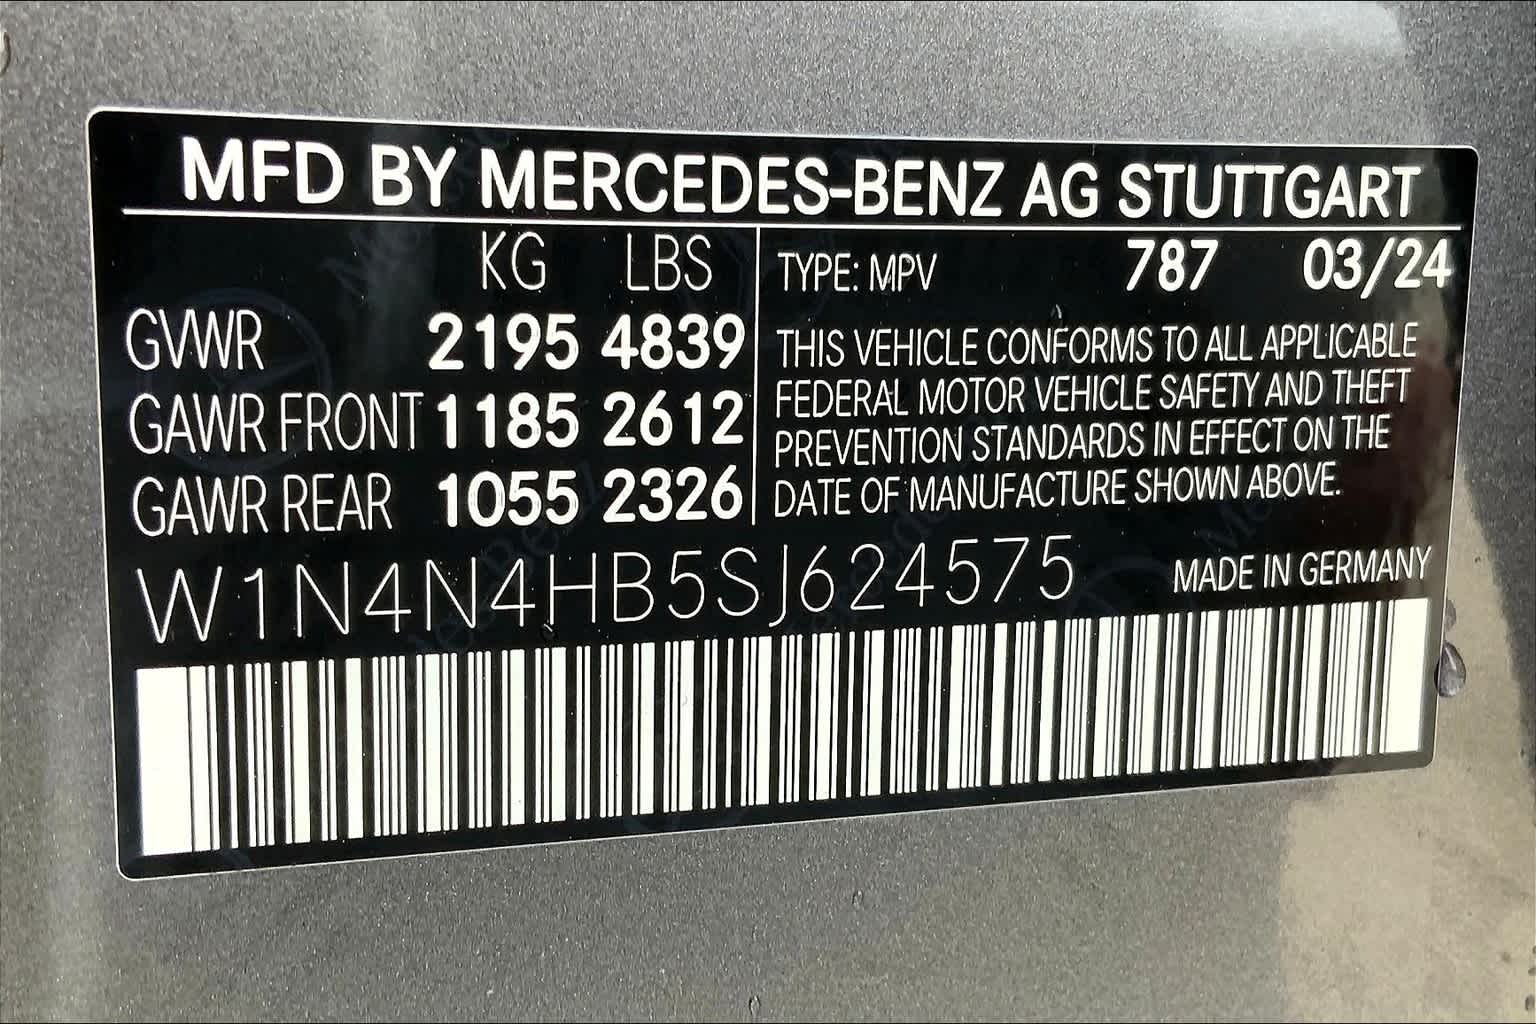 MFD BY MERCEDES-BENZ AG STUTTGART
KG LBS
GVWR 2195 4839
GAWR FRONT 1185 2612
GAWR REAR 1055 2326
TYPE: MPV 787 03/24
THIS VEHICLE CONFORMS TO ALL APPLICABLE
FEDERAL MOTOR VEHICLE SAFETY AND THEFT
PREVENTION STANDARDS IN EFFECT ON THE
DATE OF MANUFACTURE SHOWN ABOVE.
W1N4N4HB5SJ624575 MADE IN GERMANY